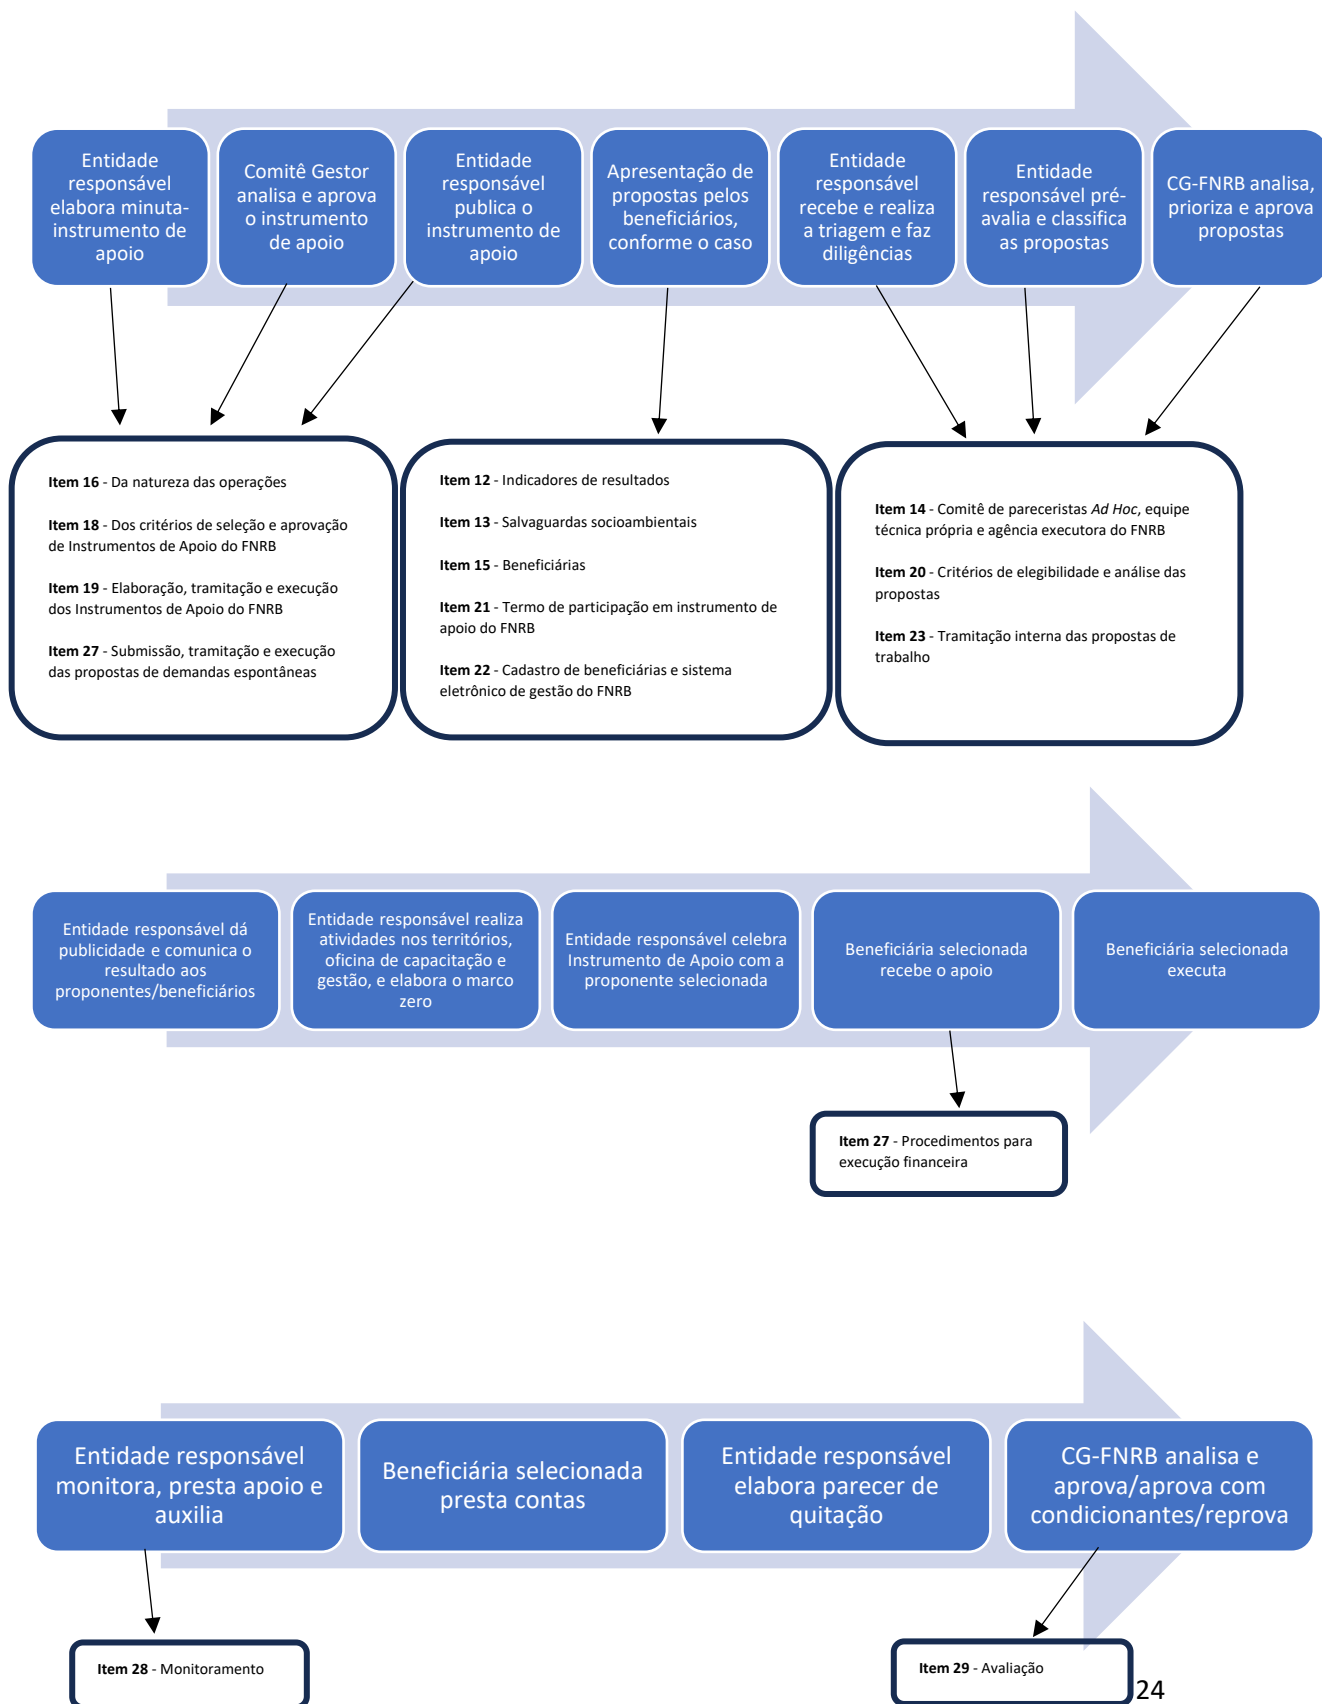 Entidade
responsável
elabora minuta-
instrumento de
apoio
Comitê Gestor
analisa e aprova
o instrumento
de apoio
Entidade
responsável
publica o
instrumento de
apoio
Apresentação de
propostas pelos
beneficiários,
conforme o caso
Entidade
responsável
recebe e realiza
a triagem e faz
diligências
Entidade
responsável pré-
avalia e classifica
as propostas
CG-FNRB analisa,
prioriza e aprova
propostas
Item 16 - Da natureza das operações
Item 18 - Dos critérios de seleção e aprovação
de Instrumentos de Apoio do FNRB
Item 19 - Elaboração, tramitação e execução
dos Instrumentos de Apoio do FNRB
Item 27 - Submissão, tramitação e execução
das propostas de demandas espontâneas
Item 12 - Indicadores de resultados
Item 13 - Salvaguardas socioambientais
Item 15 - Beneficiárias
Item 21 - Termo de participação em instrumento de
apoio do FNRB
Item 22 - Cadastro de beneficiárias e sistema
eletrônico de gestão do FNRB
Item 14 - Comitê de pareceristas Ad Hoc, equipe
técnica própria e agência executora do FNRB
Item 20 - Critérios de elegibilidade e análise das
propostas
Item 23 - Tramitação interna das propostas de
trabalho
Entidade responsável dá
publicidade e comunica o
resultado aos
proponentes/beneficiários
Entidade responsável realiza
atividades nos territórios,
oficina de capacitação e
gestão, e elabora o marco
zero
Entidade responsável celebra
Instrumento de Apoio com a
proponente selecionada
Beneficiária selecionada
recebe o apoio
Beneficiária selecionada
executa
Item 27 - Procedimentos para
execução financeira
Entidade responsável
monitora, presta apoio e
auxilia
Beneficiária selecionada
presta contas
Entidade responsável
elabora parecer de
quitação
CG-FNRB analisa e
aprova/aprova com
condicionantes/reprova
Item 28 - Monitoramento
Item 29 - Avaliação
24